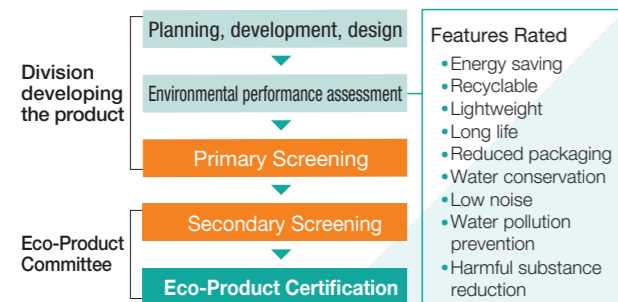 Division
developing
the product
Eco-Product
Committee
Planning, development, design
Environmental performance assessment
Primary Screening
Secondary Screening
Eco-Product Certification
Features Rated
•Energy saving
•Recyclable
•Lightweight
•Long life
•Reduced packaging
•Water conservation
•Low noise
•Water pollution
prevention
•Harmful substance
reduction